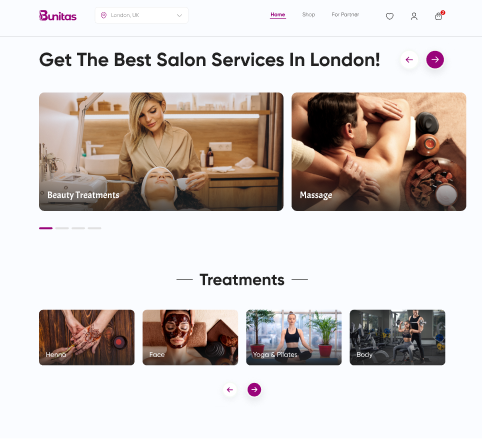 Bunitas
London, UK
Home
Shop
For Partner
2
Get The Best Salon Services In London!
Beauty Treatments
Massage
Treatments
Henna
Face
Yoga & Pilates
Body